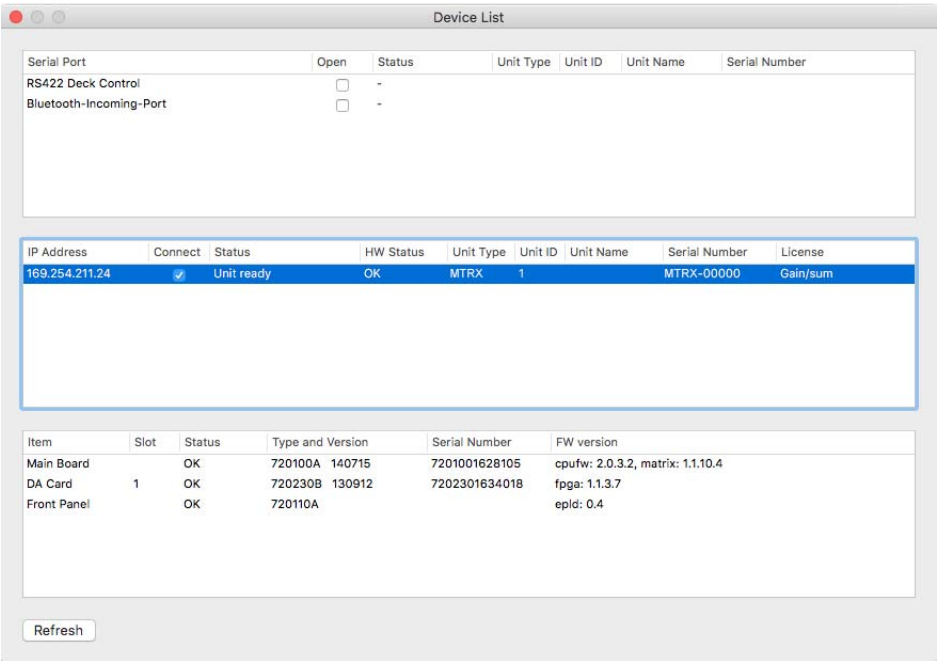 Device List
Serial Port Open Status Unit Type Unit ID Unit Name Serial Number
RS422 Deck Control -
Bluetooth-Incoming-Port -
IP Address Connect Status HW Status Unit Type Unit ID Unit Name Serial Number License
169.254.211.24 Unit ready OK MTRX 1 MTRX-00000 Gain/sum
Item Slot Status Type and Version Serial Number FW version
Main Board OK 720100A 140715 7201001628105 cpufw: 2.0.3.2, matrix: 1.1.10.4
DA Card 1 OK 720230B 130912 7202301634018 fpga: 1.1.3.7
Front Panel OK 720110A epld: 0.4
Refresh